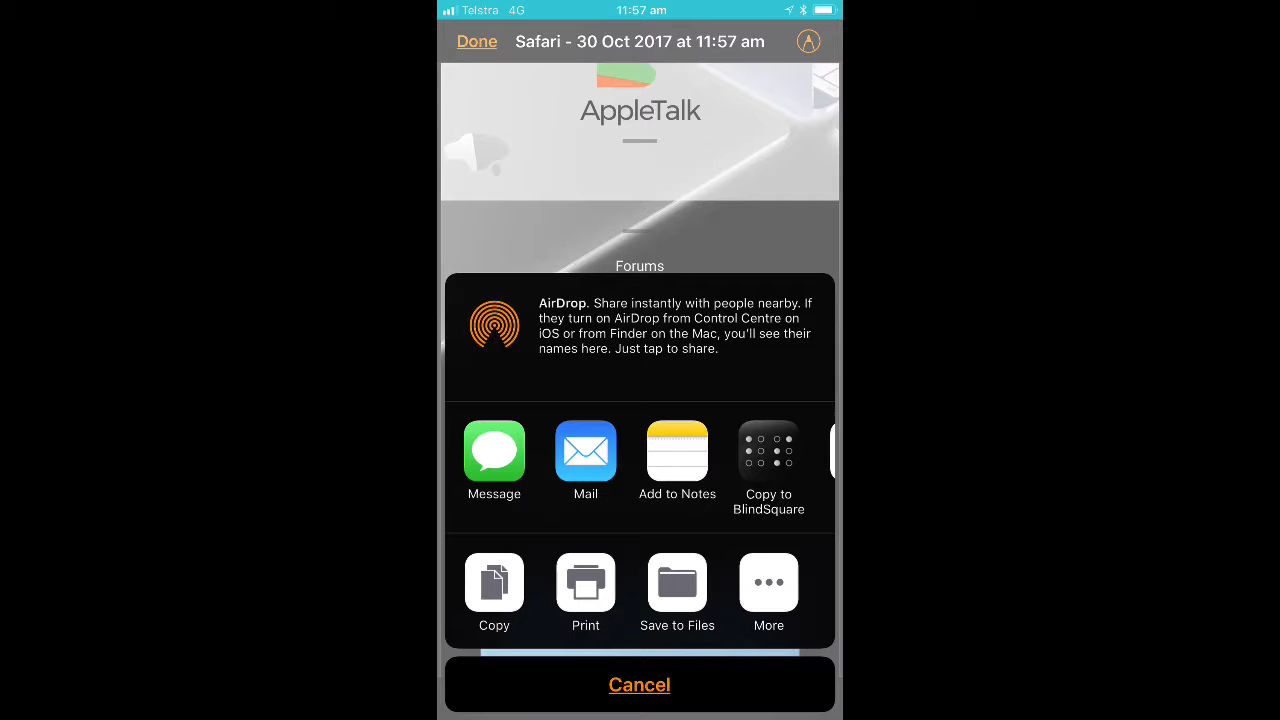 Telstra 4G 11:57 am
Done Safari - 30 Oct 2017 at 11:57 am
AppleTalk
Forums
AirDrop. Share instantly with people nearby. If
they turn on AirDrop from Control Centre on
iOS or from Finder on the Mac, you'll see their
names here. Just tap to share.
Message Mail Add to Notes Copy to
BlindSquare
Copy Print Save to Files More
Cancel